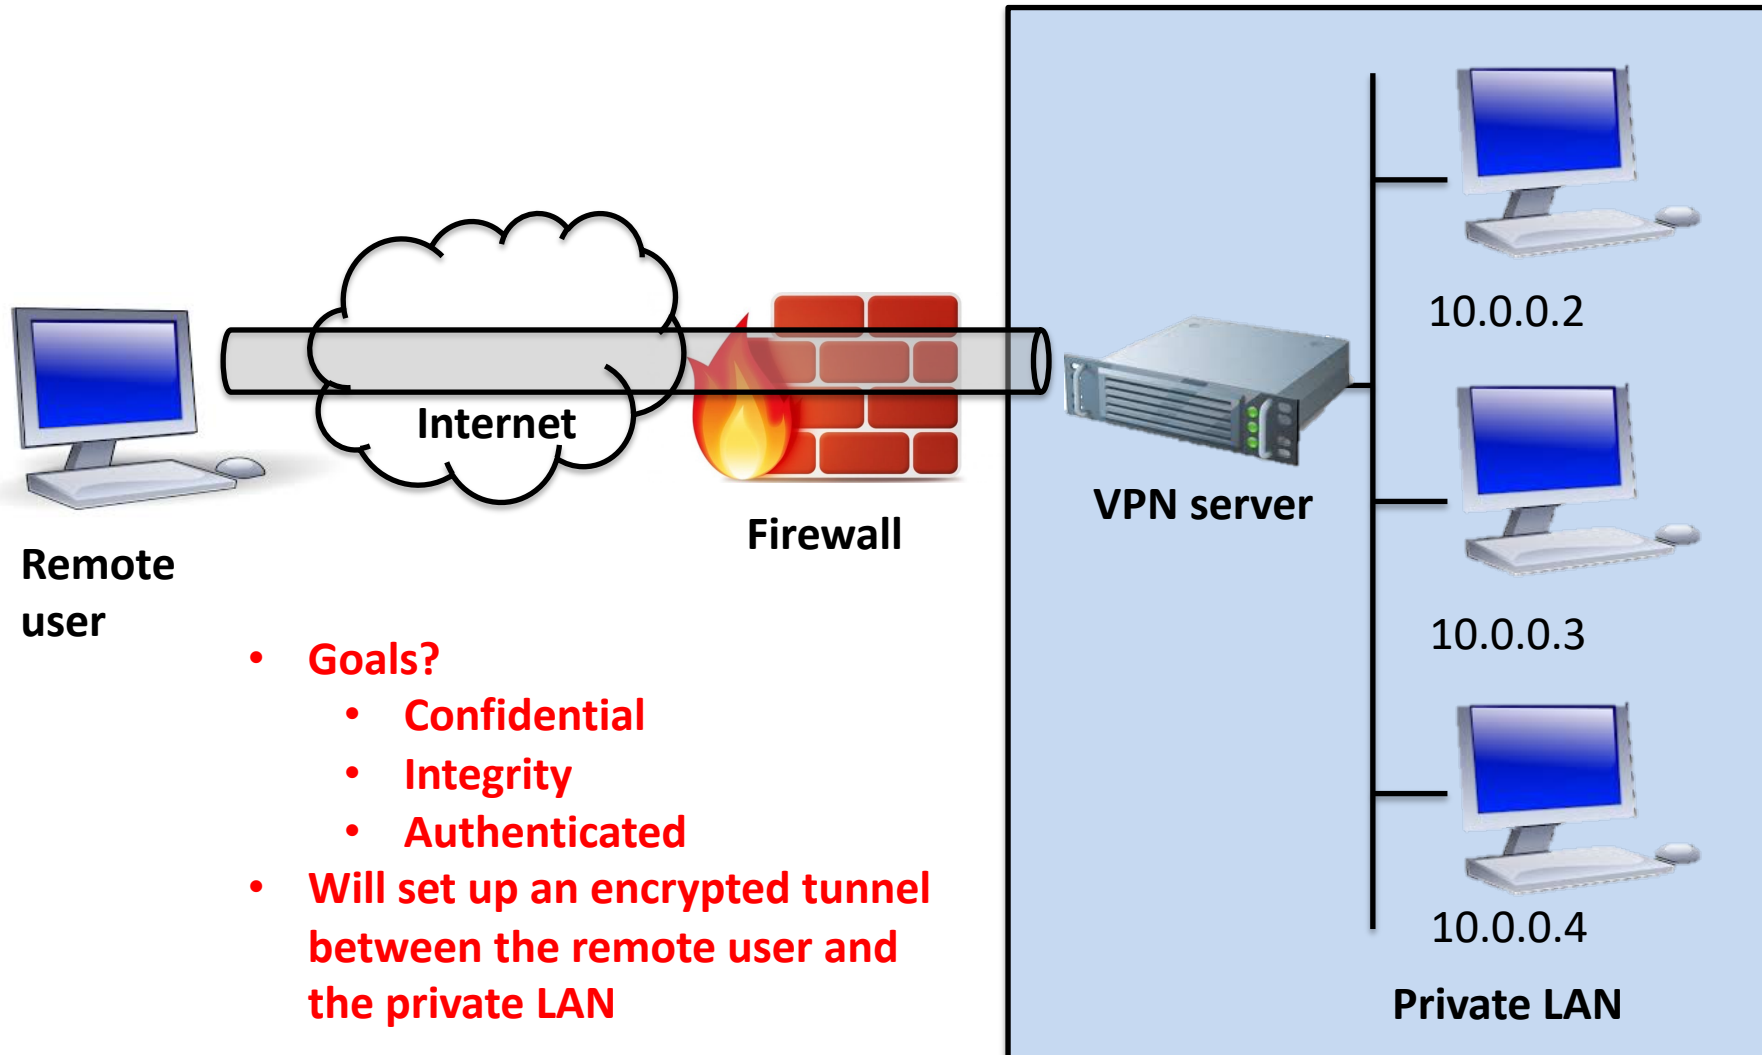 10.0.0.2
Internet
VPN server
Firewall
Remote
user
10.0.0.3
• Goals?
• Confidential
• Integrity
• Authenticated
• Will set up an encrypted tunnel
between the remote user and
the private LAN
10.0.0.4
Private LAN